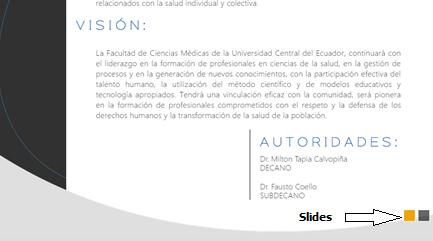 relacionados con la salud individual y colectiva.
VISIÓN:
La Facultad de Ciencias Médicas de la Universidad Central del Ecuador, continuará con
el liderazgo en la formación de profesionales en ciencias de la salud, en la gestión de
procesos y en la generación de nuevos conocimientos, con la participación efectiva del
talento humano, la utilización del método científico y de modelos educativos y
tecnología apropiados. Tendrá una vinculación eficaz con la comunidad, será pionera
en la formación de profesionales comprometidos con el respeto y la defensa de los
derechos humanos y la transformación de la salud de la población.
AUTORIDADES:
Dr. Milton Tapia Calvopiña
DECANO
Dr. Fausto Coello
SUBDECANO
Slides